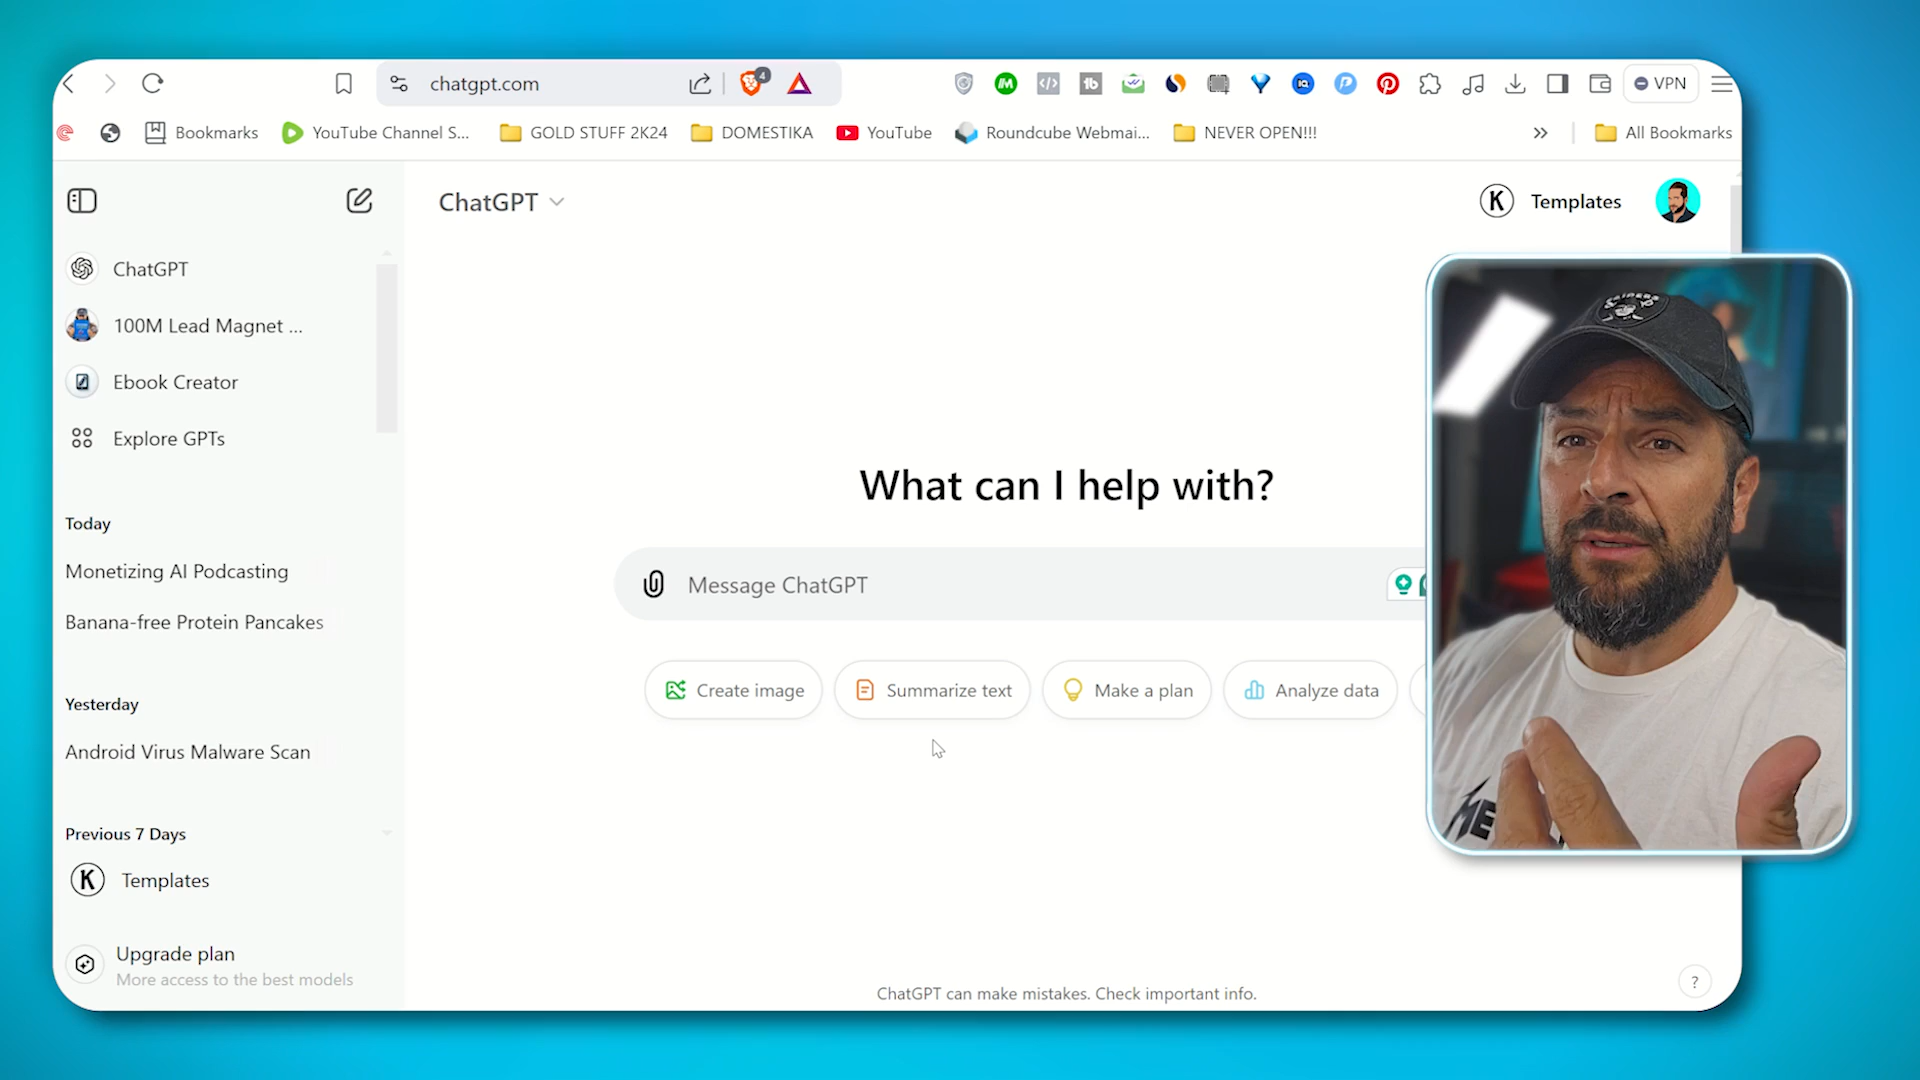 chatgpt.com
4
VPN
Bookmarks
YouTube Channel S...
GOLD STUFF 2K24
DOMESTIKA
YouTube
Roundcube Webmai...
NEVER OPEN!!!
All Bookmarks
ChatGPT
K Templates
ChatGPT
100M Lead Magnet ...
Ebook Creator
Explore GPTs
Today
Monetizing AI Podcasting
Banana-free Protein Pancakes
Yesterday
Android Virus Malware Scan
Previous 7 Days
K Templates
Upgrade plan
More access to the best models
What can I help with?
Message ChatGPT
Create image
Summarize text
Make a plan
Analyze data
RAIDERS
ME
ChatGPT can make mistakes. Check important info.
?